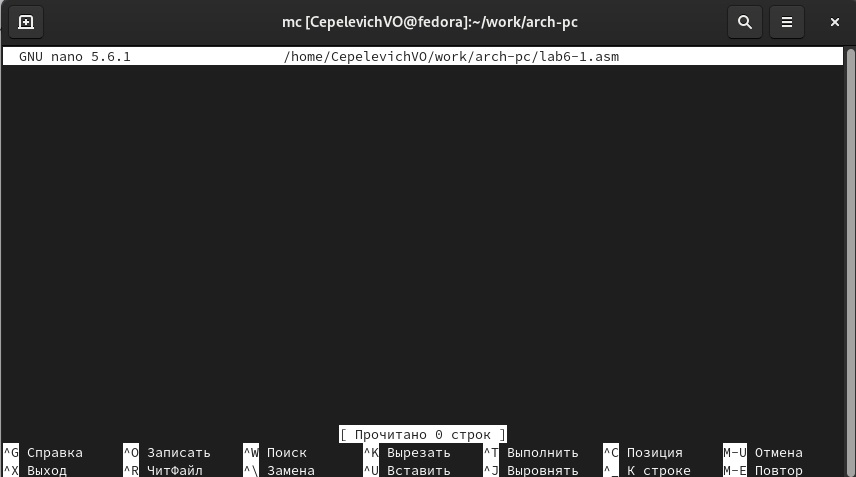 mc [CepelevichVO@fedora]:~/work/arch-pc
GNU nano 5.6.1 /home/CepelevichVO/work/arch-pc/lab6-1.asm
[ Прочитано 0 строк ]
^G Справка ^O Записать ^W Поиск ^K Вырезать ^T Выполнить ^C Позиция M-U Отмена
^X Выход ^R ЧитФайл ^\ Замена ^U Вставить ^J Выровнять ^_ К строке M-E Повтор